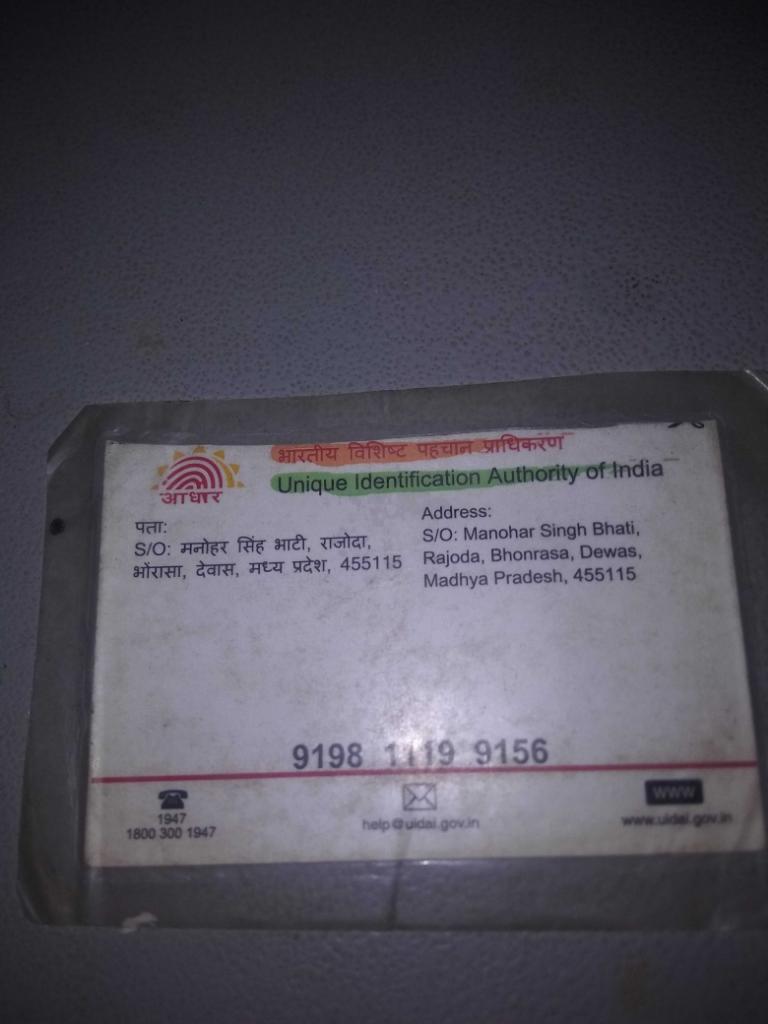 भारतीय विशिष्ट पहचान प्राधिकरण
Unique Identification Authority of India
आधार
पता:
S/O: मनोहर सिंह भाटी, राजोदा,
भोंरासा, देवास, मध्य प्रदेश, 455115
Address:
S/O: Manohar Singh Bhati,
Rajoda, Bhonrasa, Dewas,
Madhya Pradesh, 455115
9198 1119 9156
1947
1800 300 1947
help@uidai.gov.in
WWW
www.uidai.gov.in